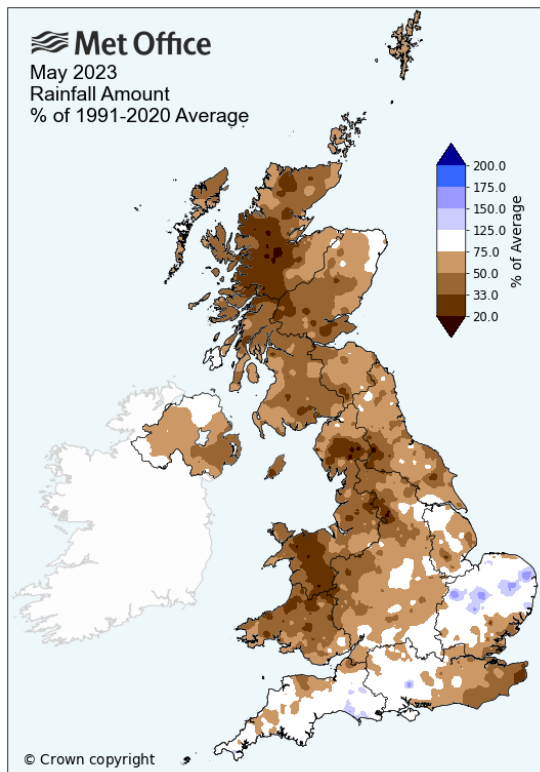 Met Office
May 2023
Rainfall Amount
% of 1991-2020 Average
200.0
175.0
150.0
125.0
75.0
50.0
33.0
20.0
% of Average
© Crown copyright